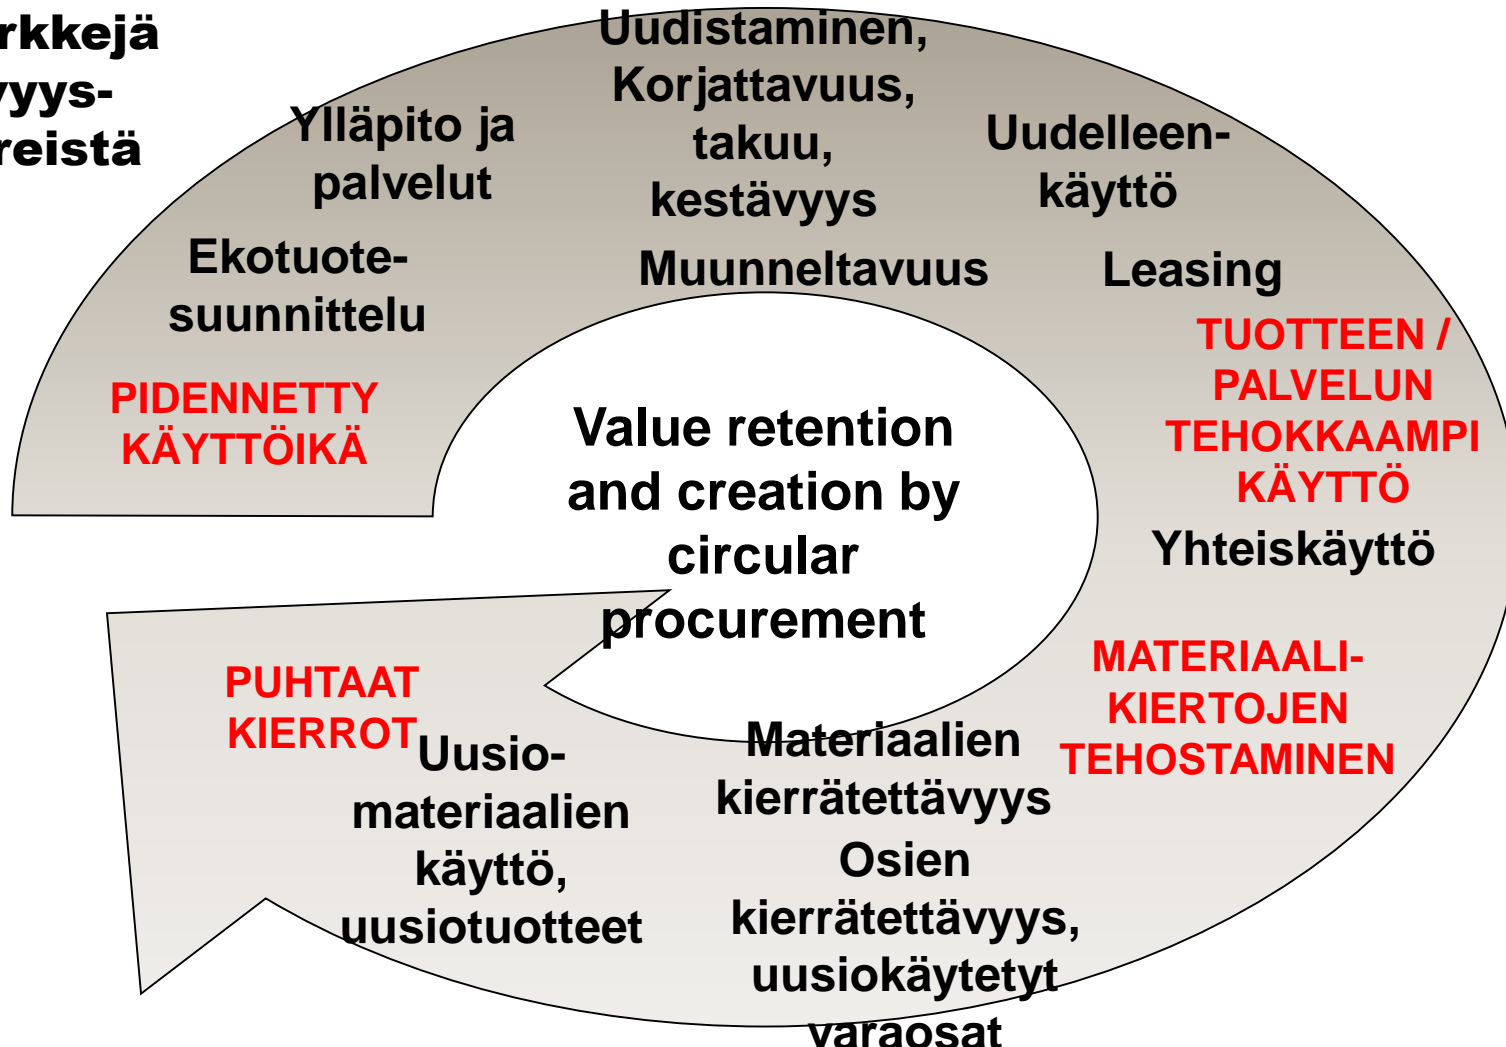 rkkejä
yyys-
reistä
Ylläpito ja
palvelut
Uudistaminen,
Korjattavuus,
takuu,
kestävyys
Uudelleen-
käyttö
Ekotuote-
suunnittelu
Muunneltavuus
Leasing
PIDENNETTY
KÄYTTÖIKÄ
TUOTTEEN /
PALVELUN
TEHOKKAAMPI
KÄYTTÖ
Value retention
and creation by
circular
procurement
Yhteiskäyttö
PUHTAAT
KIERROT
MATERIAALI-
KIERTOJEN
TEHOSTAMINEN
Uusio-
materiaalien
käyttö,
uusiotuotteet
Materiaalien
kierrätettävyys
Osien
kierrätettävyys,
uusiokäytetyt
varaosat